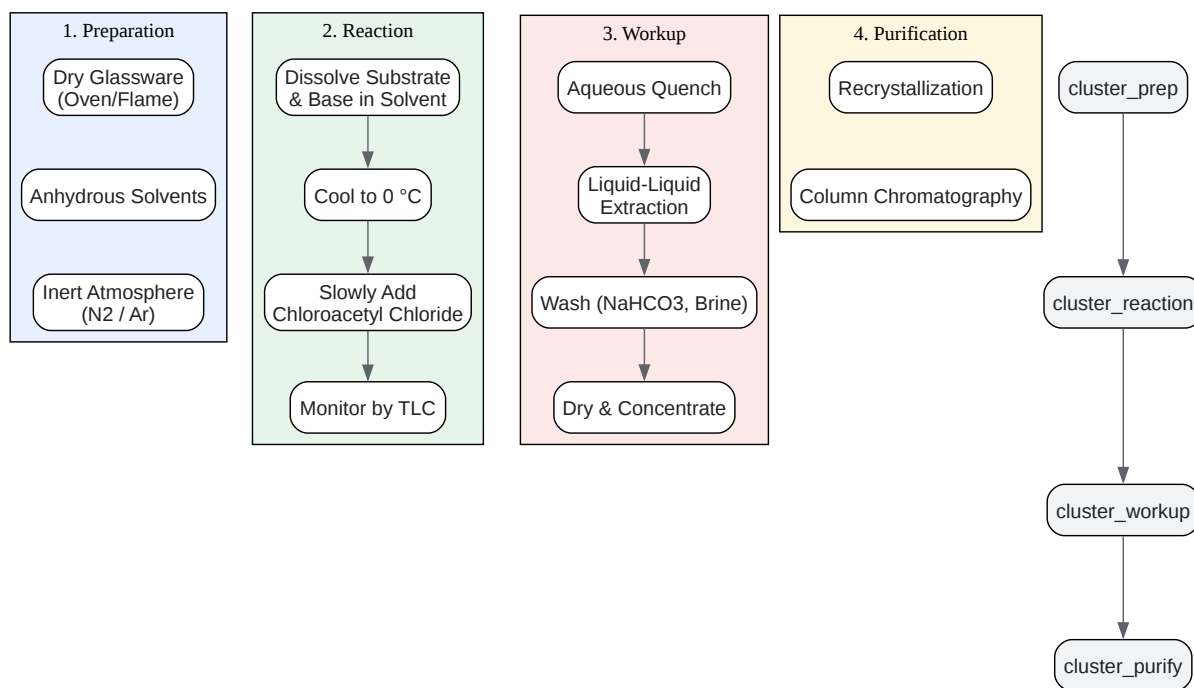 1. Preparation
Dry Glassware
(Oven/Flame)
Anhydrous Solvents
Inert Atmosphere
(N2 / Ar)
2. Reaction
Dissolve Substrate
& Base in Solvent
Cool to 0 °C
Slowly Add
Chloroacetyl Chloride
Monitor by TLC
3. Workup
Aqueous Quench
Liquid-Liquid
Extraction
Wash (NaHCO3, Brine)
Dry & Concentrate
4. Purification
Recrystallization
Column Chromatography
cluster_prep
cluster_reaction
cluster_workup
cluster_purify